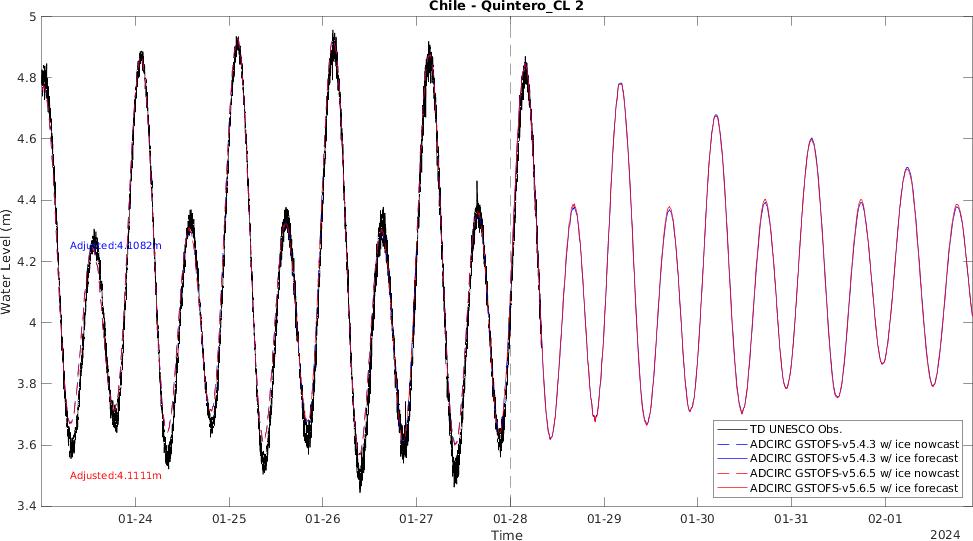 Chile - Quintero_CL 2
5
4.8
4.6
4.4
4.2
4
3.8
3.6
3.4
Water Level (m)
Adjusted:4.1082m
Adjusted:4.1111m
TD UNESCO Obs.
ADCIRC GSTOFS-v5.4.3 w/ ice nowcast
ADCIRC GSTOFS-v5.4.3 w/ ice forecast
ADCIRC GSTOFS-v5.6.5 w/ ice nowcast
ADCIRC GSTOFS-v5.6.5 w/ ice forecast
01-24 01-25 01-26 01-27 01-28 01-29 01-30 01-31 02-01
Time
2024